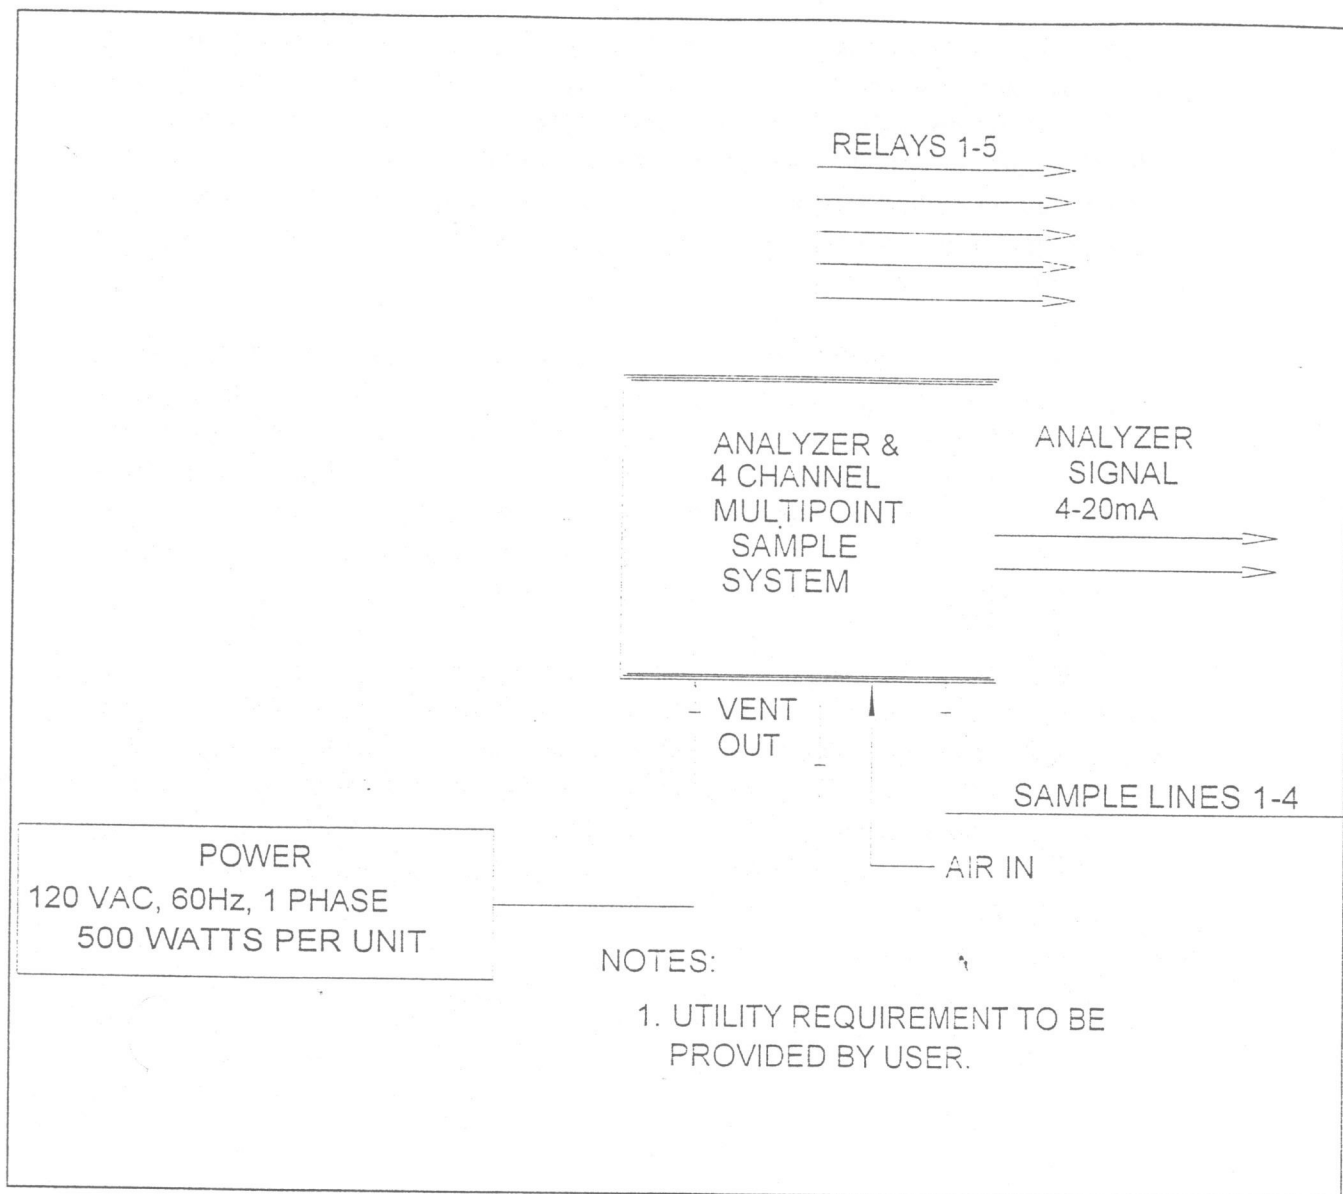 RELAYS 1-5
ANALYZER &
4 CHANNEL
MULTIPOINT
SAMPLE
SYSTEM
ANALYZER
SIGNAL
4-20mA
VENT
OUT
SAMPLE LINES 1-4
AIR IN
POWER
120 VAC, 60Hz, 1 PHASE
500 WATTS PER UNIT
NOTES:
1. UTILITY REQUIREMENT TO BE
PROVIDED BY USER.